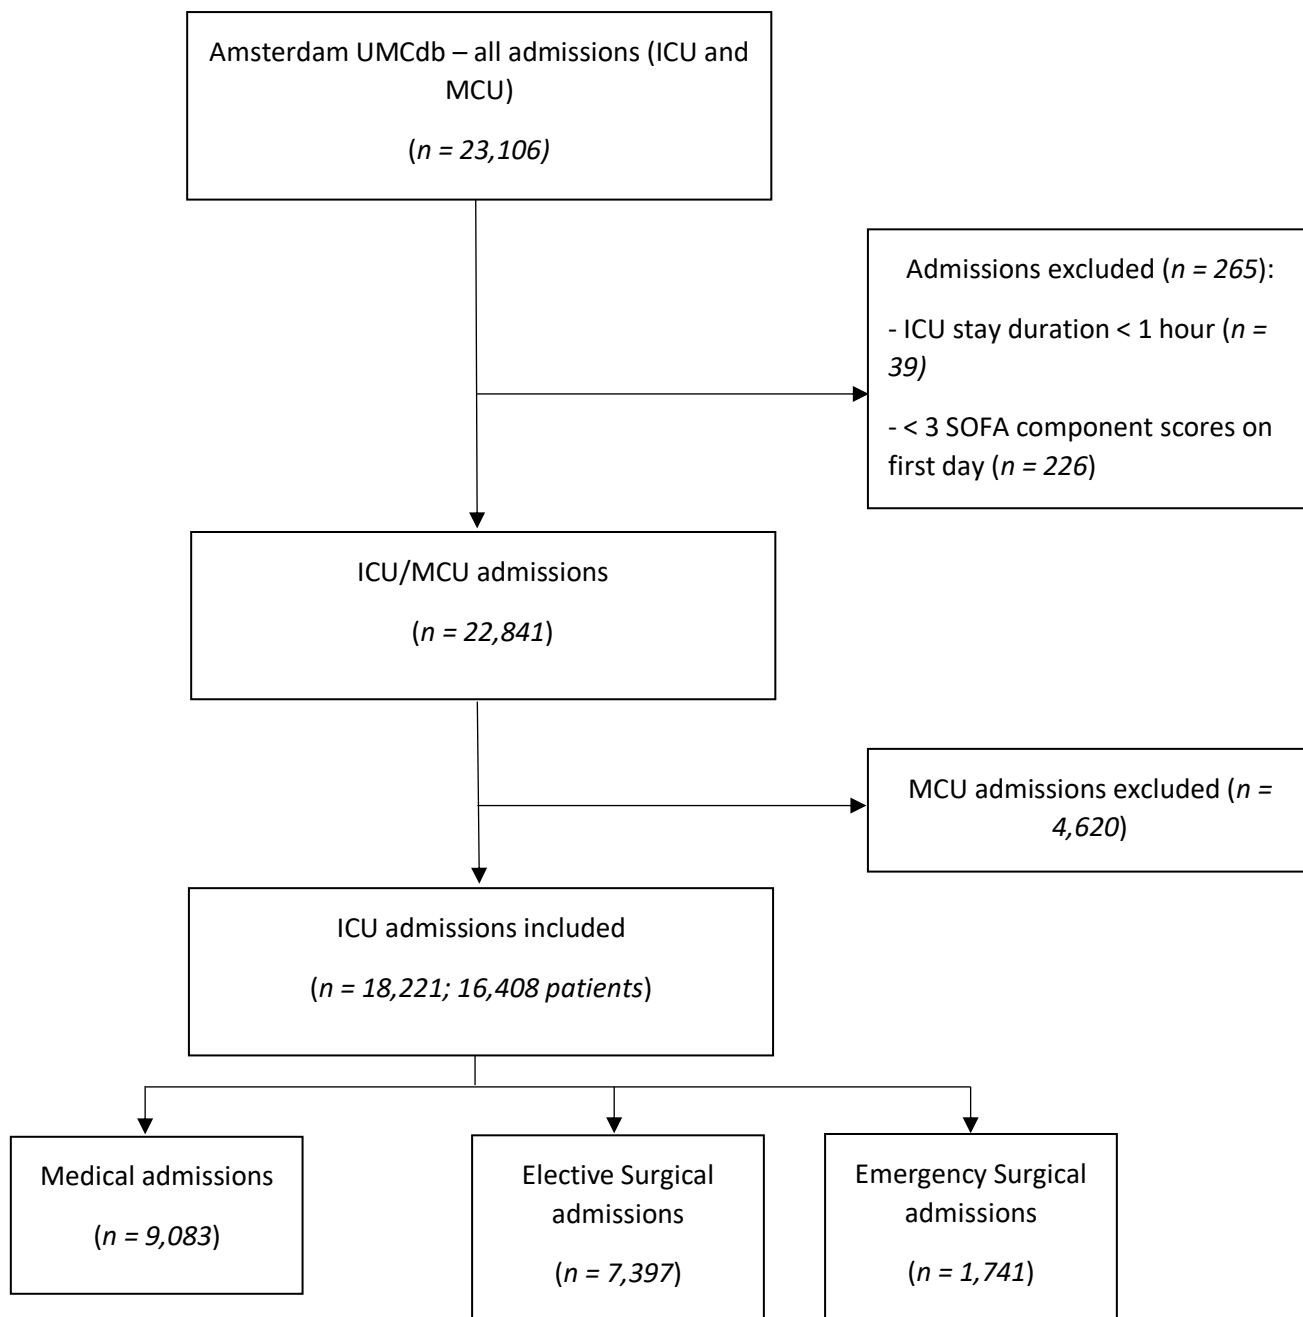 Amsterdam UMCdb – all admissions (ICU and
MCU)
(n = 23,106)
Admissions excluded (n = 265):
- ICU stay duration < 1 hour (n =
39)
- < 3 SOFA component scores on
first day (n = 226)
ICU/MCU admissions
(n = 22,841)
MCU admissions excluded (n =
4,620)
ICU admissions included
(n = 18,221; 16,408 patients)
Medical admissions
(n = 9,083)
Elective Surgical
admissions
(n = 7,397)
Emergency Surgical
admissions
(n = 1,741)